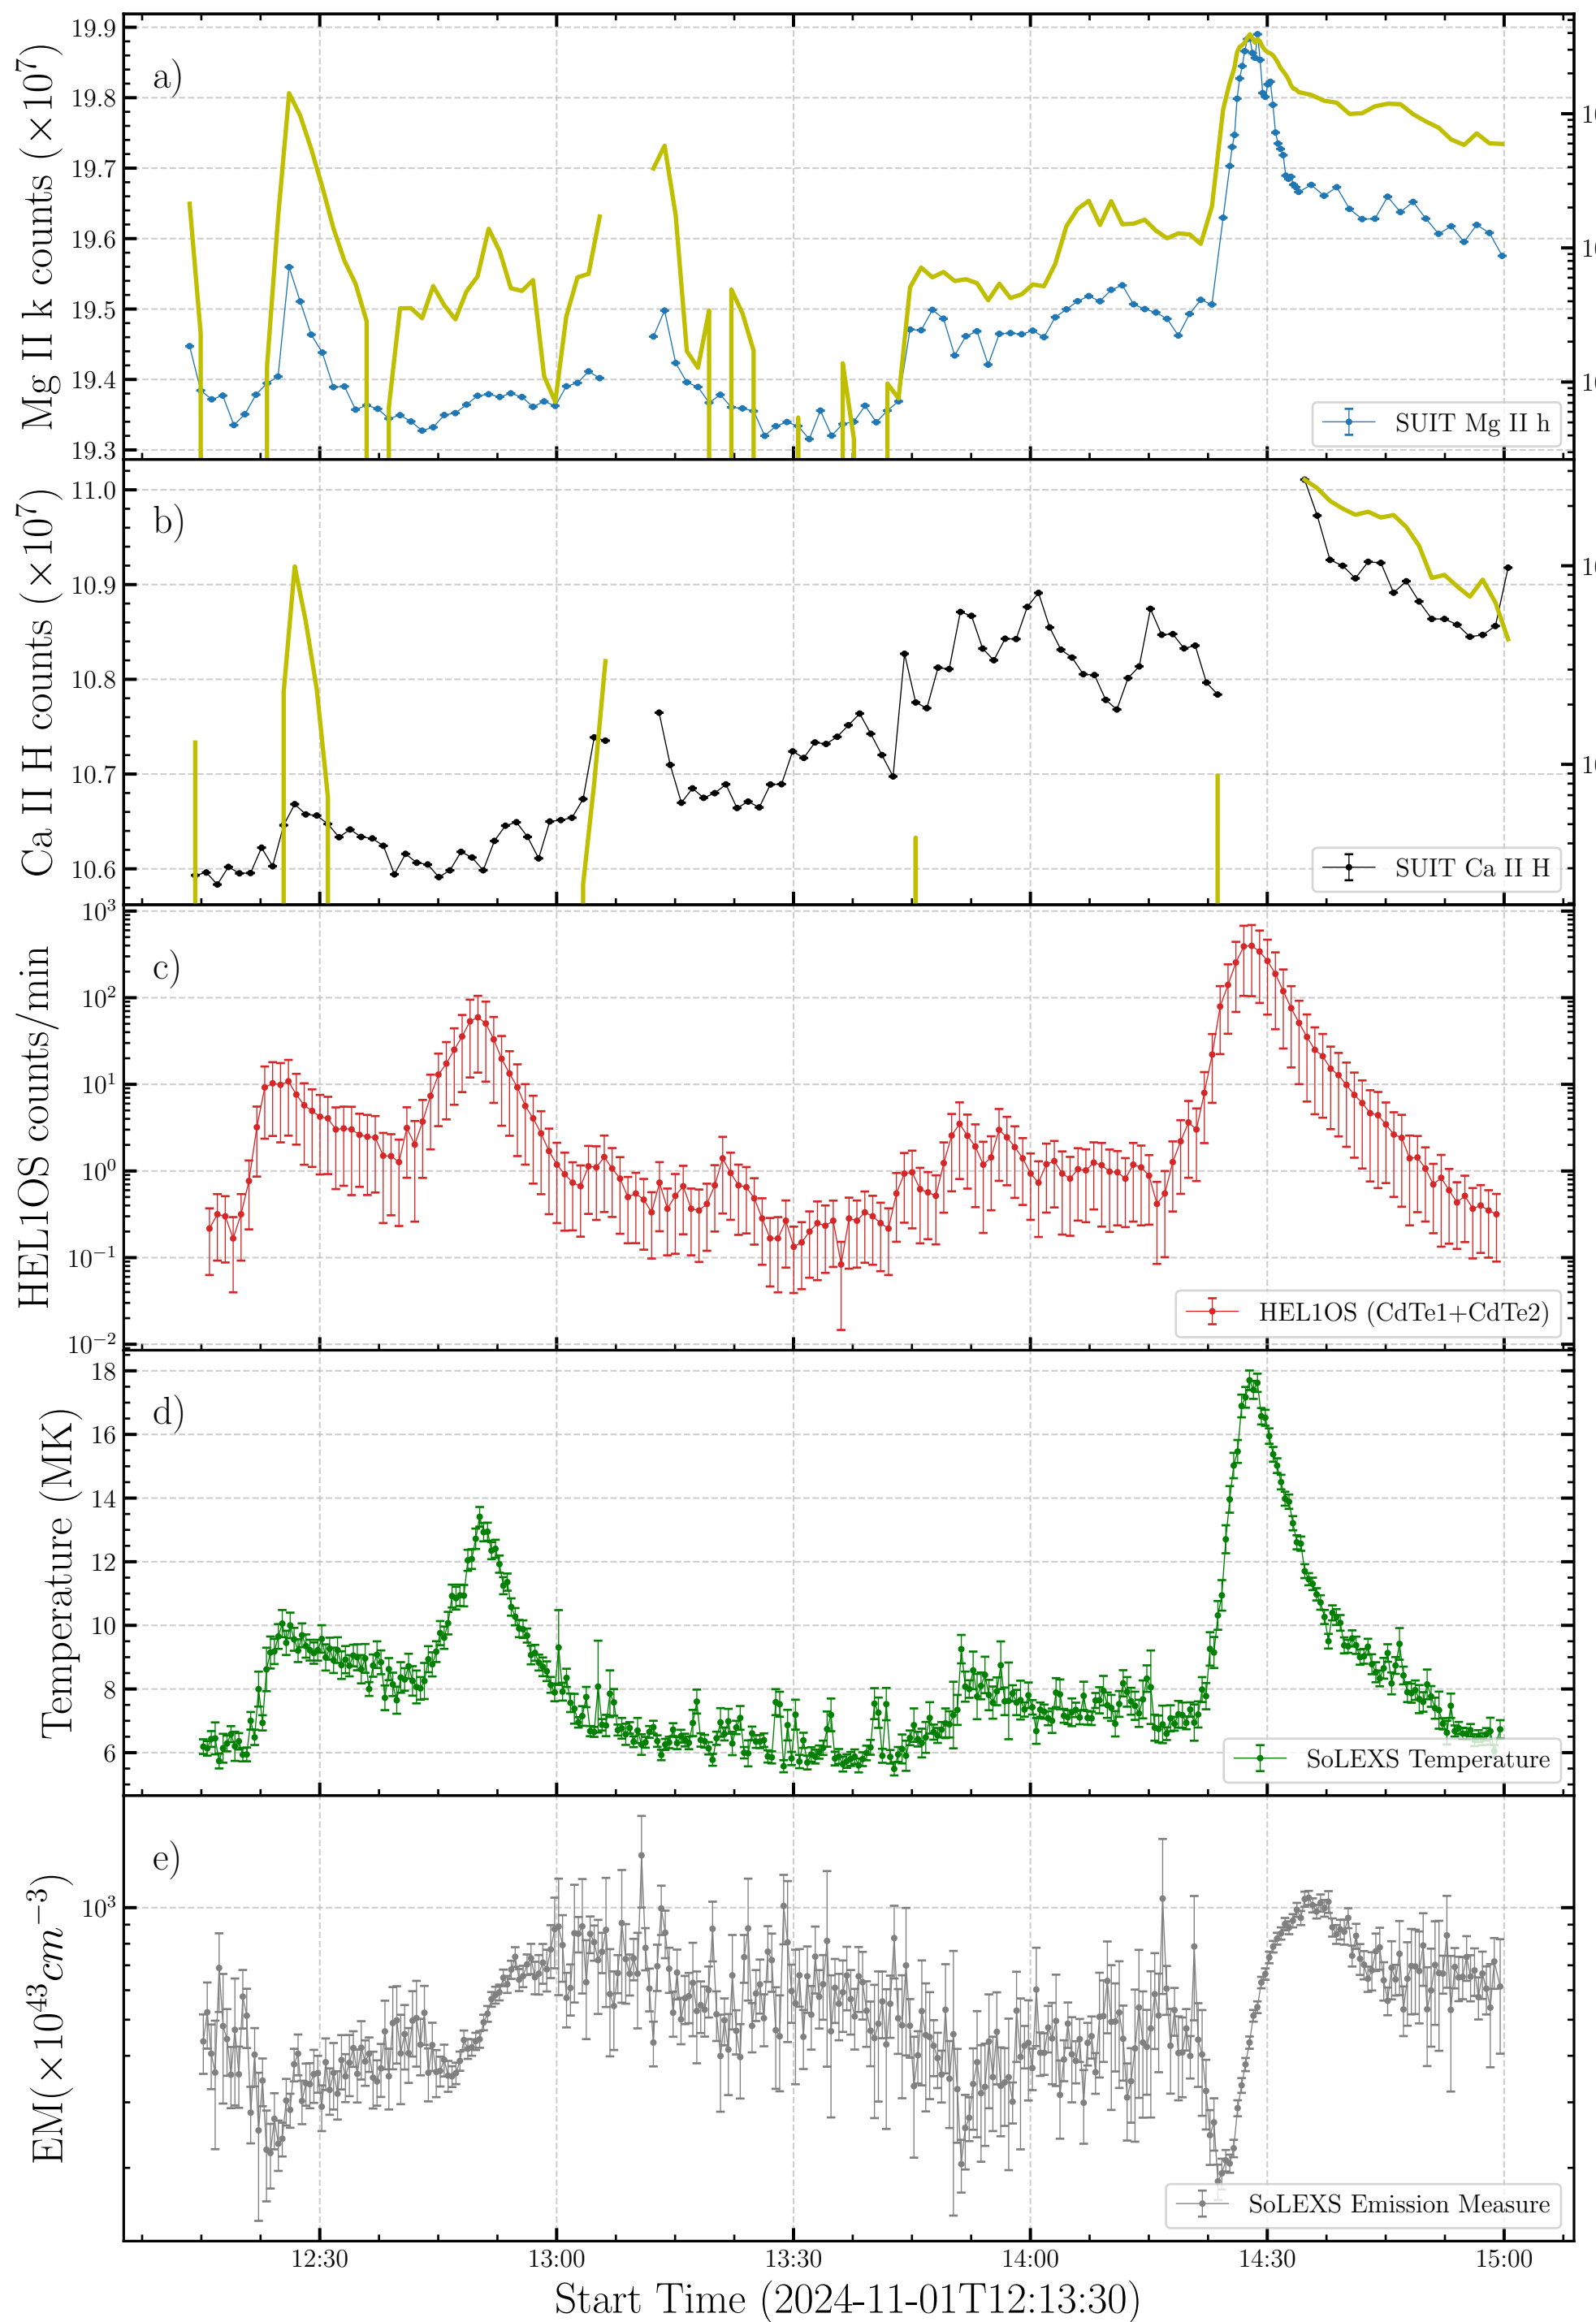 a)
Mg II k counts (×10⁷)
19.9
19.8
19.7
19.6
19.5
19.4
19.3
SUIT Mg II h
b)
Ca II H counts (×10⁷)
11.0
10.9
10.8
10.7
10.6
SUIT Ca II H
c)
HEL1OS counts/min
10³
10²
10¹
10⁰
10⁻¹
10⁻²
HEL1OS (CdTe1+CdTe2)
d)
Temperature (MK)
18
16
14
12
10
8
6
SoLEXS Temperature
e)
EM(×10⁴³cm⁻³)
10³
SoLEXS Emission Measure
12:30 13:00 13:30 14:00 14:30 15:00
Start Time (2024-11-01T12:13:30)